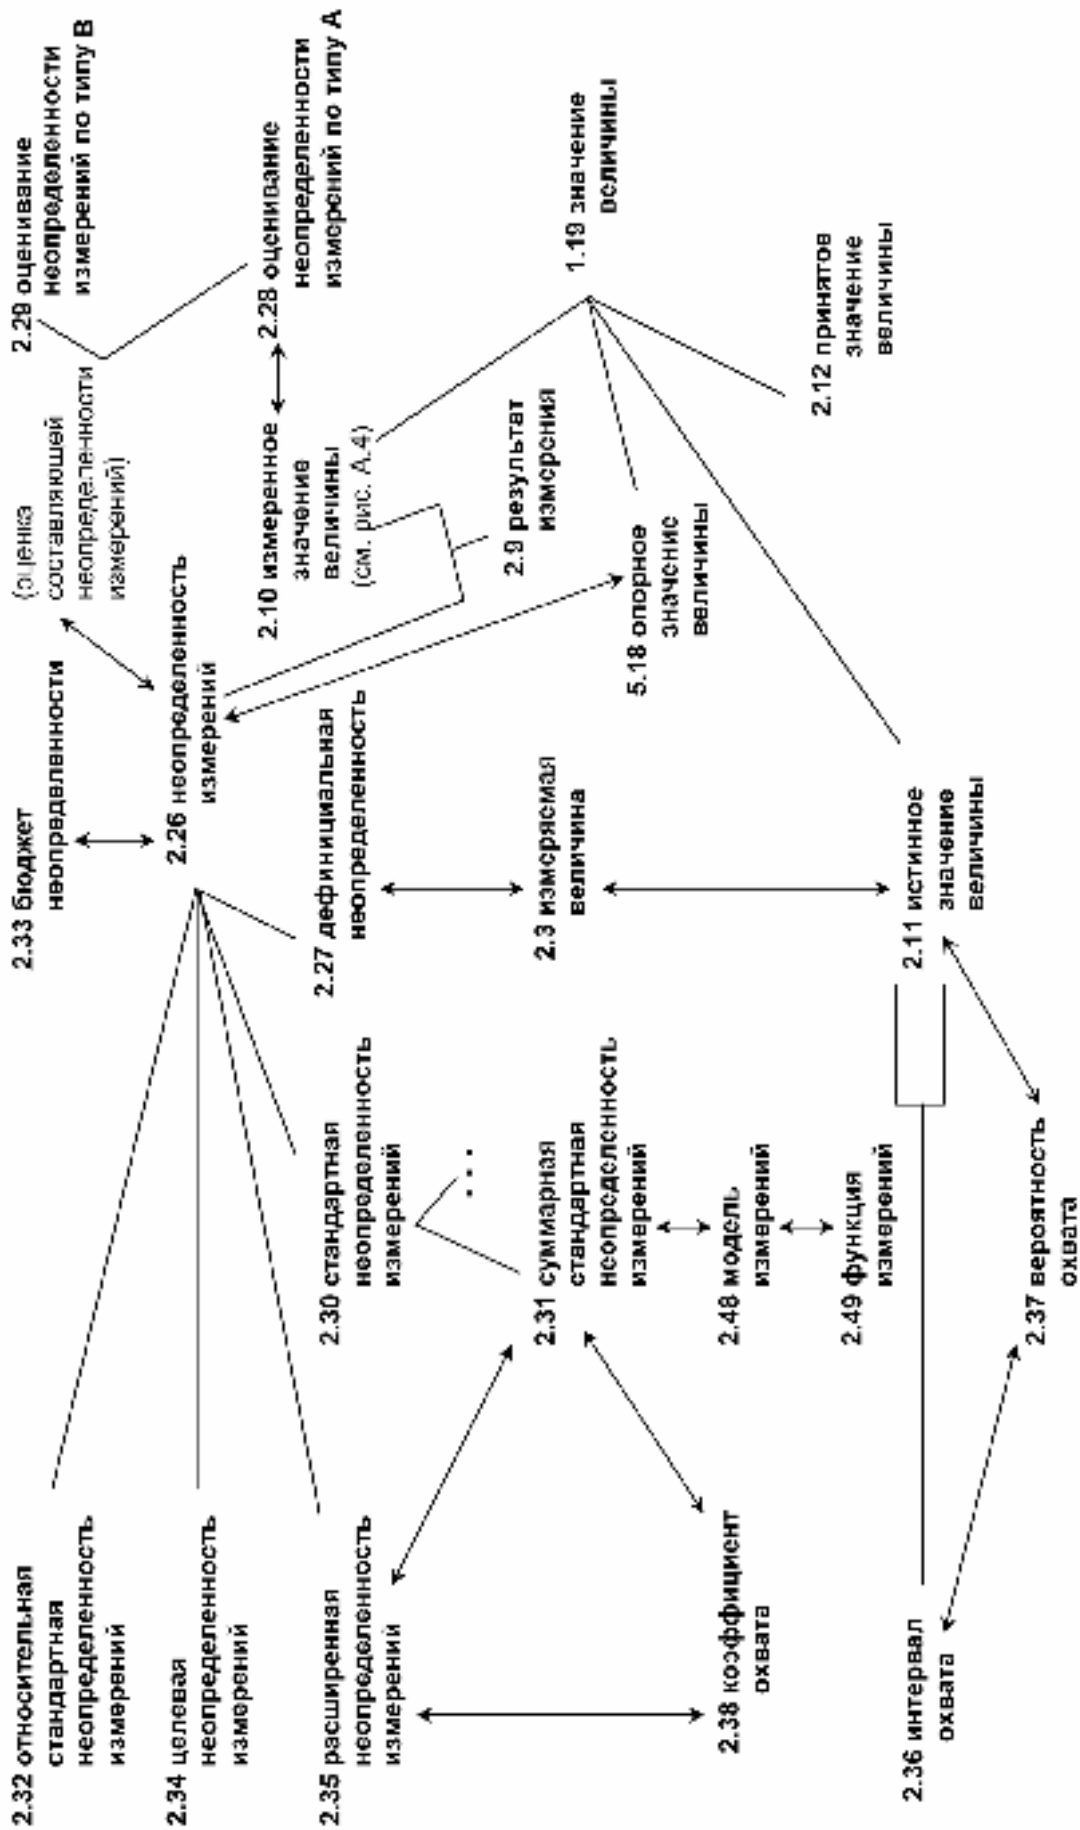 2.33 бюджет
неопределенности
(оценка
составляющей
неопределенности
измерений)
2.29 оценивание
неопределенности
измерений по типу B
2.32 относительная
стандартная
неопределенность
измерений
2.26 неопределенность
измерений
2.34 целевая
неопределенность
измерений
2.10 измеренное
значение
величины
(см. рис. А.4)
2.28 оценивание
неопределенности
измерений по типу A
2.35 расширенная
неопределенность
измерений
2.30 стандартная
неопределенность
измерений
2.27 дефинициальная
неопределенность
...
2.9 результат
измерения
2.31 суммарная
стандартная
неопределенность
измерений
2.3 измеряемая
величина
1.19 значение
величины
5.18 опорное
значение
величины
2.38 коэффициент
охвата
2.48 модель
измерений
2.12 принятое
значение
величины
2.49 функция
измерений
2.36 интервал
охвата
2.11 истинное
значение
величины
2.37 вероятность
охвата